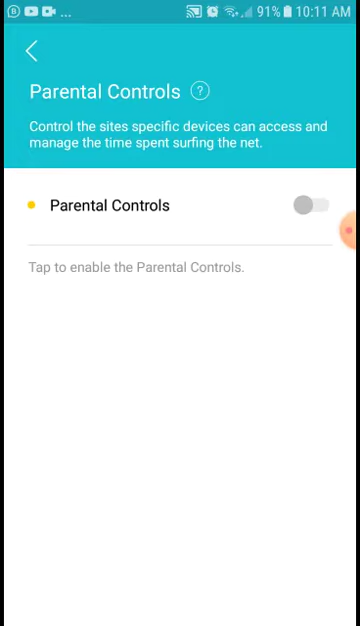 B ... 91% 10:11 AM
Parental Controls ?
Control the sites specific devices can access and
manage the time spent surfing the net.
Parental Controls
Tap to enable the Parental Controls.